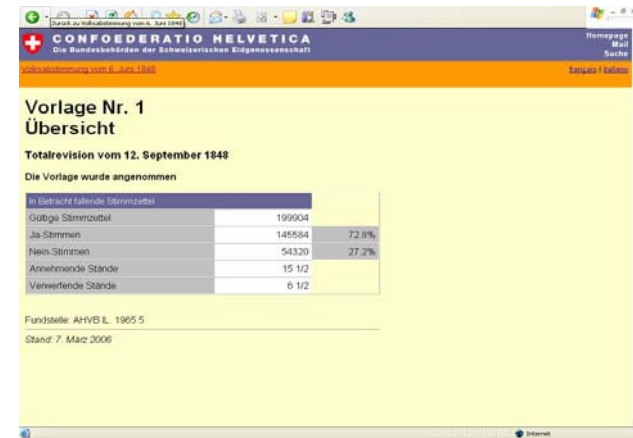 Zurück zu Volksabstimmung vom 6. Juni 1848
CONFOEDERATIO HELVETICA
Die Bundesbehörden der Schweizerischen Eidgenossenschaft
Homepage
Mail
Suche
Volksabstimmung vom 6. Juni 1848
français | italiano
Vorlage Nr. 1
Übersicht
Totalrevision vom 12. September 1848
Die Vorlage wurde angenommen
In Betracht fallende Stimmzettel
Gültige Stimmzettel 199904
Ja-Stimmen 145584 72.8%
Nein-Stimmen 54320 27.2%
Annehmende Stände 15 1/2
Verwerfende Stände 6 1/2
Fundstelle: AHVB IL. 1965 5
Stand: 7. März 2006
Internet